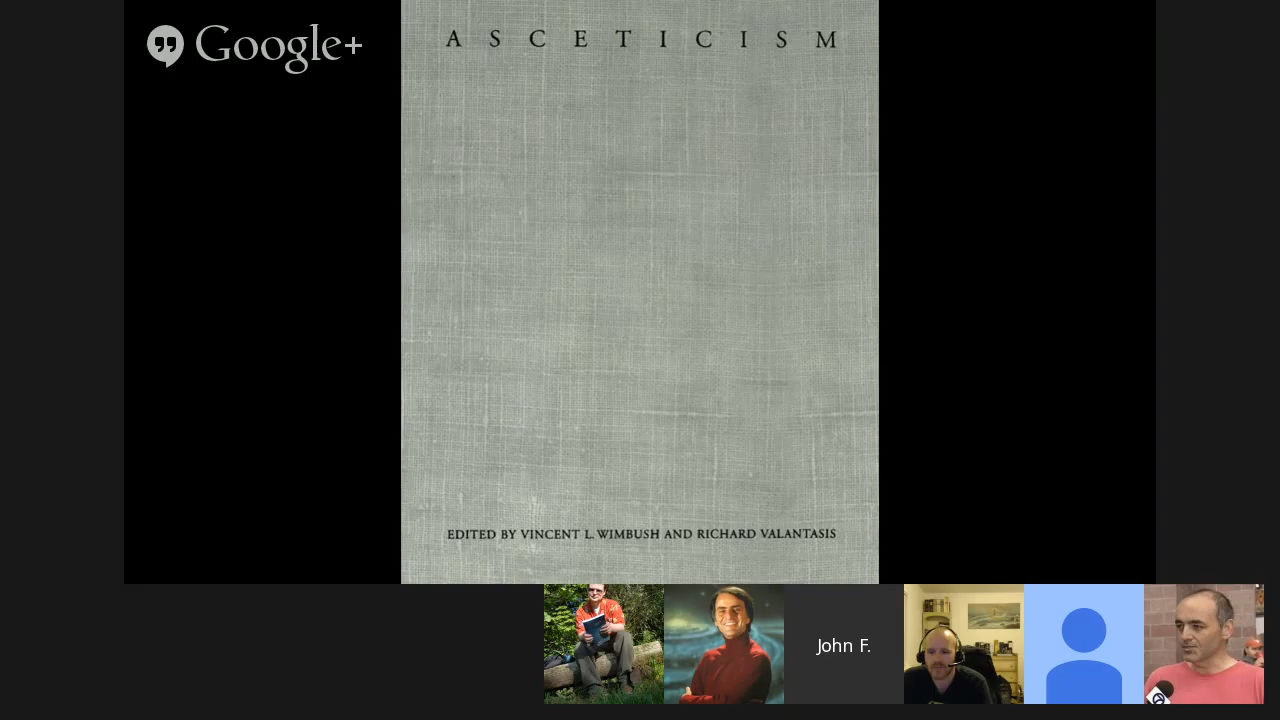 Google+
ASCETICISM
EDITED BY VINCENT L. WIMBUSH AND RICHARD VALANTASIS
John F.